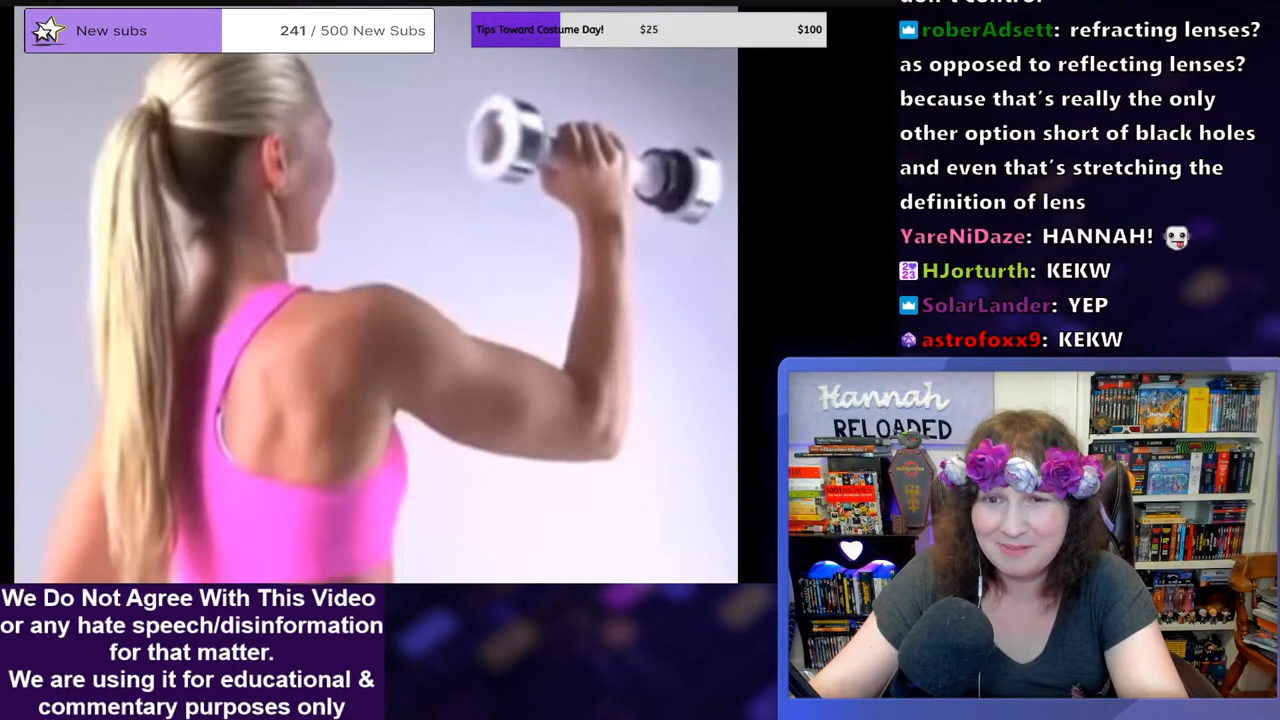 New subs
241 / 500 New Subs
Tips Toward Costume Day!
$25
$100
roberAdsett: refracting lenses?
as opposed to reflecting lenses?
because that's really the only
other option short of black holes
and even that's stretching the
definition of lens
YareNiDaze: HANNAH!
HJorturth: KEKW
SolarLander: YEP
astrofoxx9: KEKW
Hannah
RELOADED
We Do Not Agree With This Video
or any hate speech/disinformation
for that matter.
We are using it for educational &
commentary purposes only